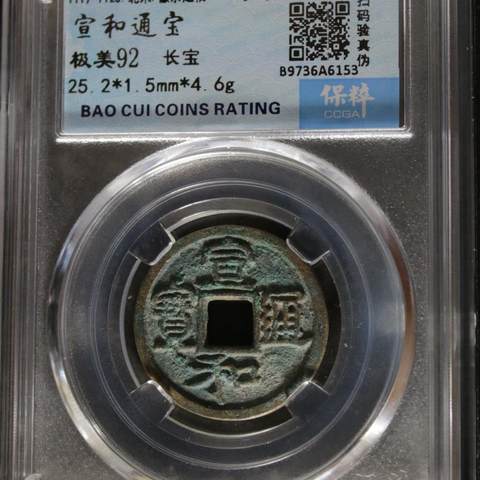 宣和通宝
极美92 长宝
25.2*1.5mm*4.6g
BAO CUI COINS RATING
扫码验真伪
B9736A6153
保粹
CCGA
宣和通寳